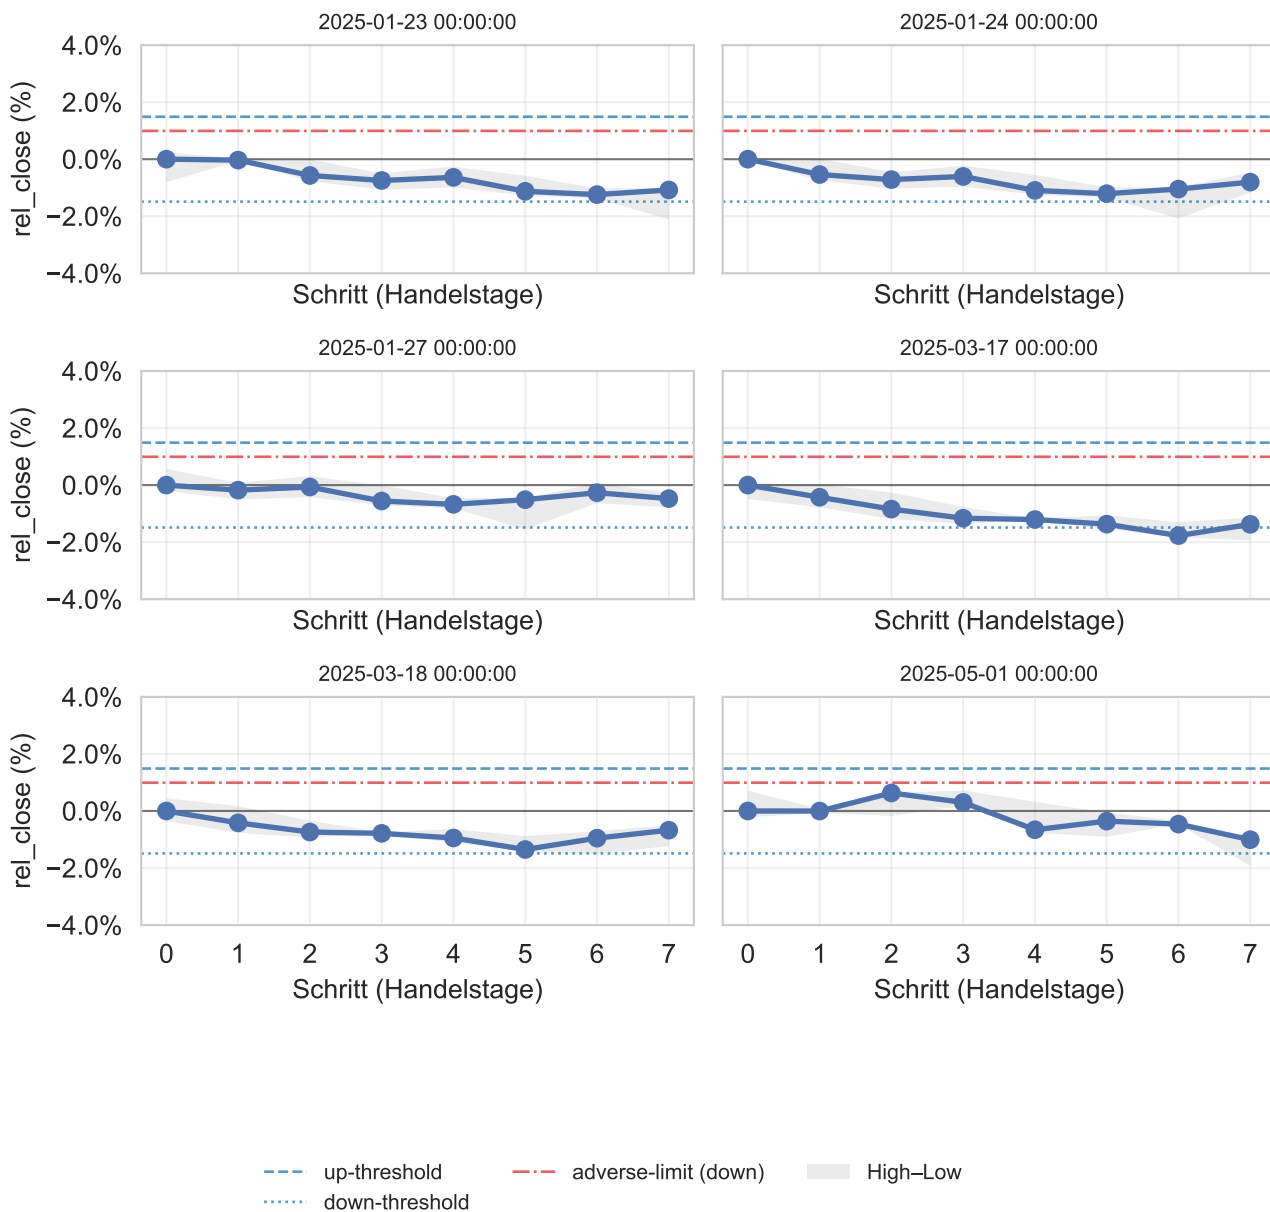 2025-01-23 00:00:00
2025-01-24 00:00:00
4.0%
2.0%
0.0%
−2.0%
−4.0%
rel_close (%)
Schritt (Handelstage)
Schritt (Handelstage)
2025-01-27 00:00:00
2025-03-17 00:00:00
4.0%
2.0%
0.0%
−2.0%
−4.0%
rel_close (%)
Schritt (Handelstage)
Schritt (Handelstage)
2025-03-18 00:00:00
2025-05-01 00:00:00
4.0%
2.0%
0.0%
−2.0%
−4.0%
rel_close (%)
0 1 2 3 4 5 6 7
0 1 2 3 4 5 6 7
Schritt (Handelstage)
Schritt (Handelstage)
up-threshold
down-threshold
adverse-limit (down)
High–Low